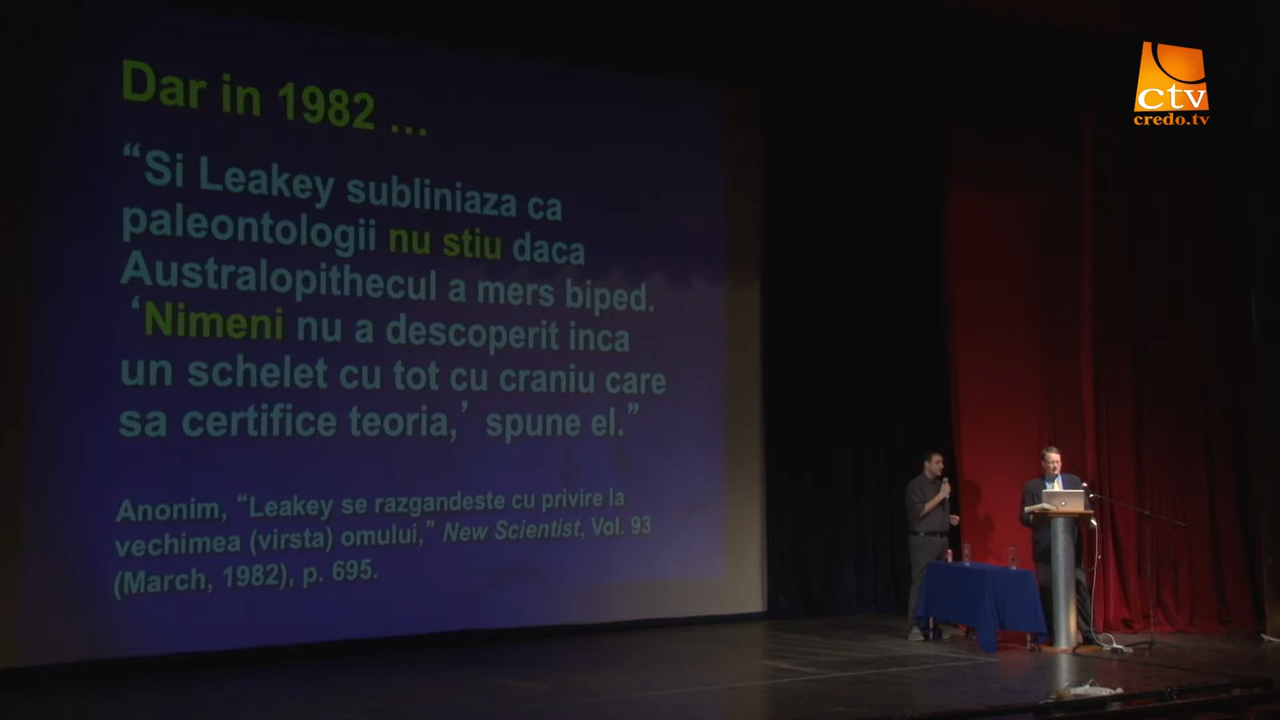 Dar in 1982 ...
“Si Leakey subliniaza ca
paleontologii nu stiu daca
Australopithecul a mers biped.
‘Nimeni nu a descoperit inca
un schelet cu tot cu craniu care
sa certifice teoria,’ spune el.”
Anonim, “Leakey se razgandeste cu privire la
vechimea (virsta) omului,” New Scientist, Vol. 93
(March, 1982), p. 695.
ctv
credo.tv